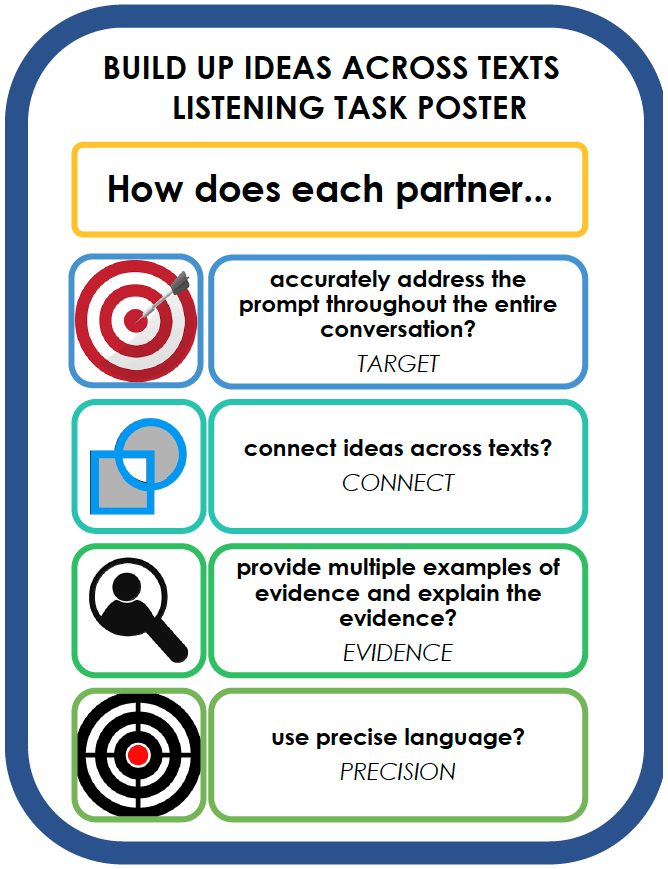 BUILD UP IDEAS ACROSS TEXTS
LISTENING TASK POSTER
How does each partner...
accurately address the
prompt throughout the entire
conversation?
TARGET
connect ideas across texts?
CONNECT
provide multiple examples of
evidence and explain the
evidence?
EVIDENCE
use precise language?
PRECISION